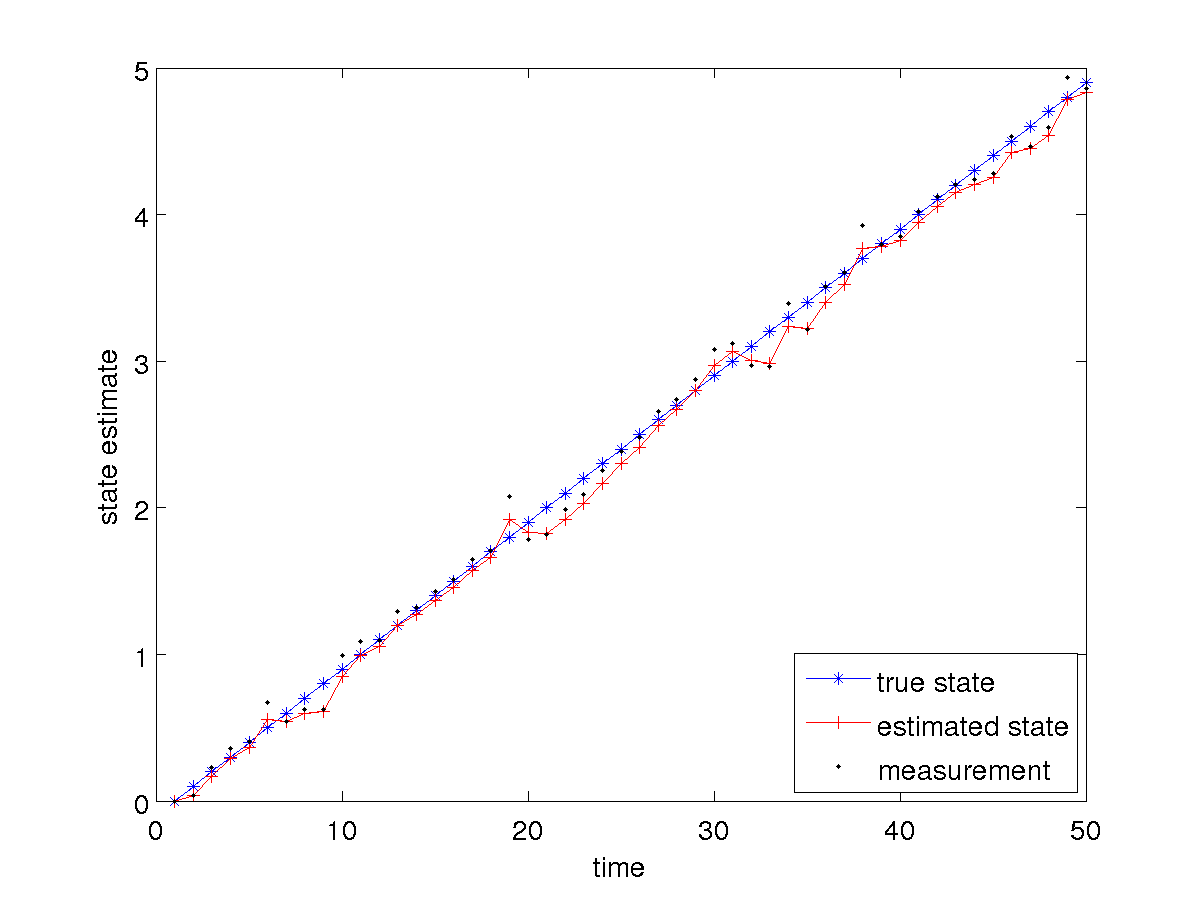 5
4
3
2
1
0
state estimate
true state
estimated state
measurement
0 10 20 30 40 50
time